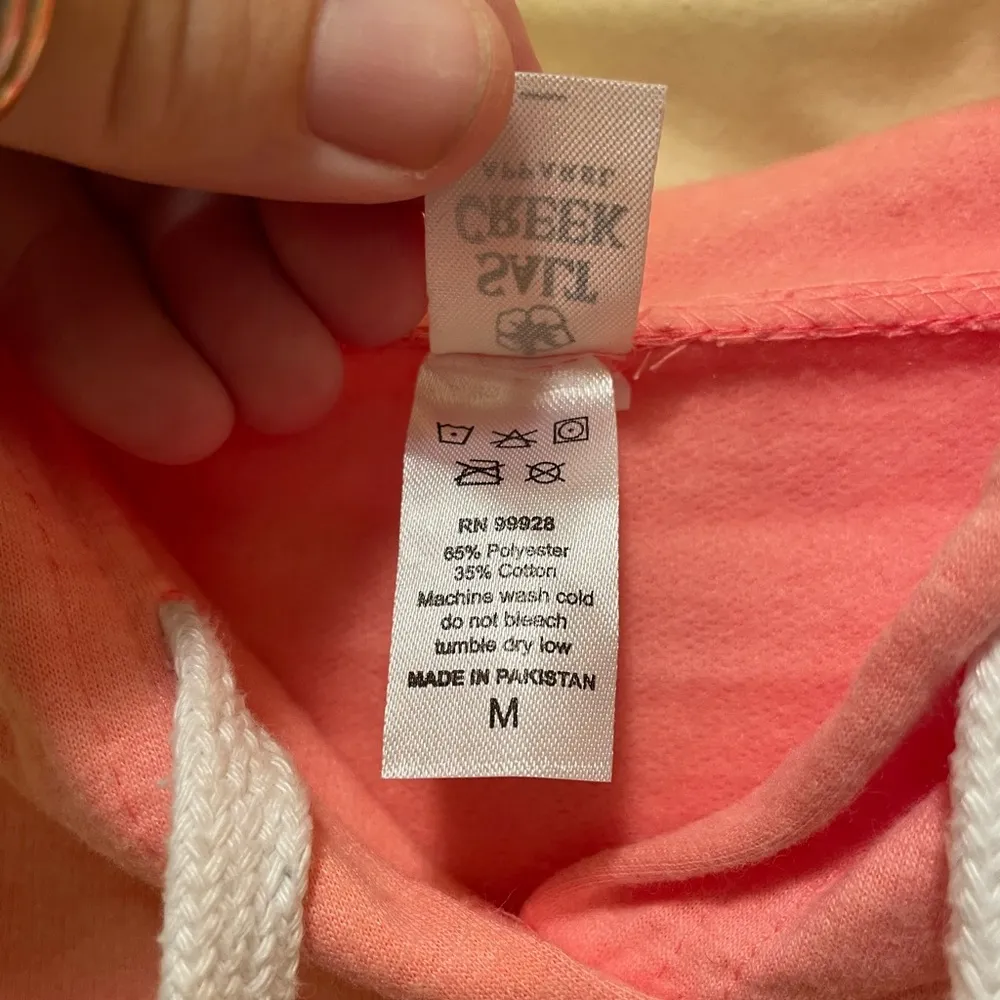 APPAREL
CREEK
SALT
RN 99928
65% Polyester
35% Cotton
Machine wash cold
do not bleach
tumble dry low
MADE IN PAKISTAN
M